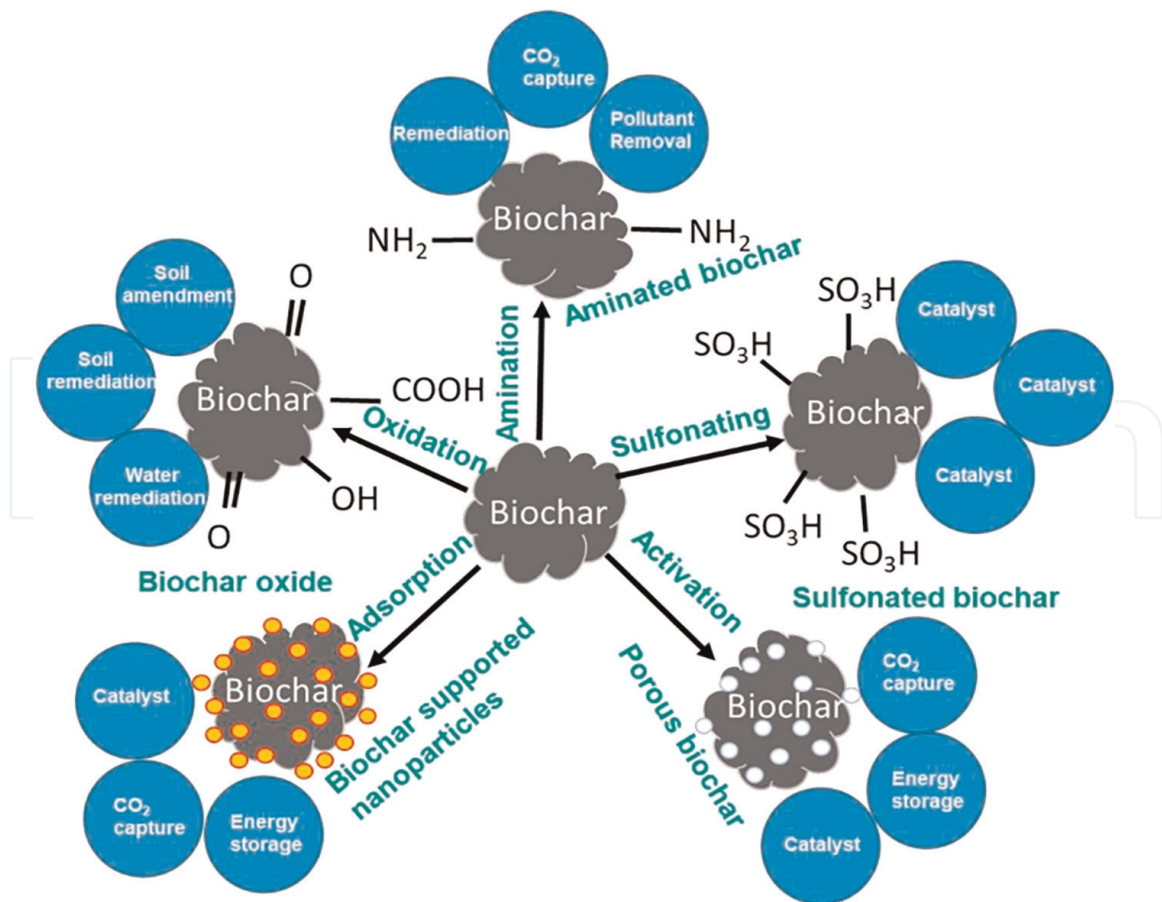 CO₂
capture
Remediation
Pollutant
Removal
Biochar
NH₂
NH₂
Aminated biochar
Amination
Soil
amendment
Soil
remediation
Water
remediation
O
Biochar
COOH
OH
O
Oxidation
Biochar oxide
SO₃H
SO₃H
Biochar
SO₃H
SO₃H
SO₃H
Catalyst
Catalyst
Catalyst
Sulfonating
Sulfonated biochar
Biochar
Adsorption
Biochar supported
nanoparticles
Biochar
Catalyst
CO₂
capture
Energy
storage
Activation
Porous biochar
Biochar
CO₂
capture
Energy
storage
Catalyst